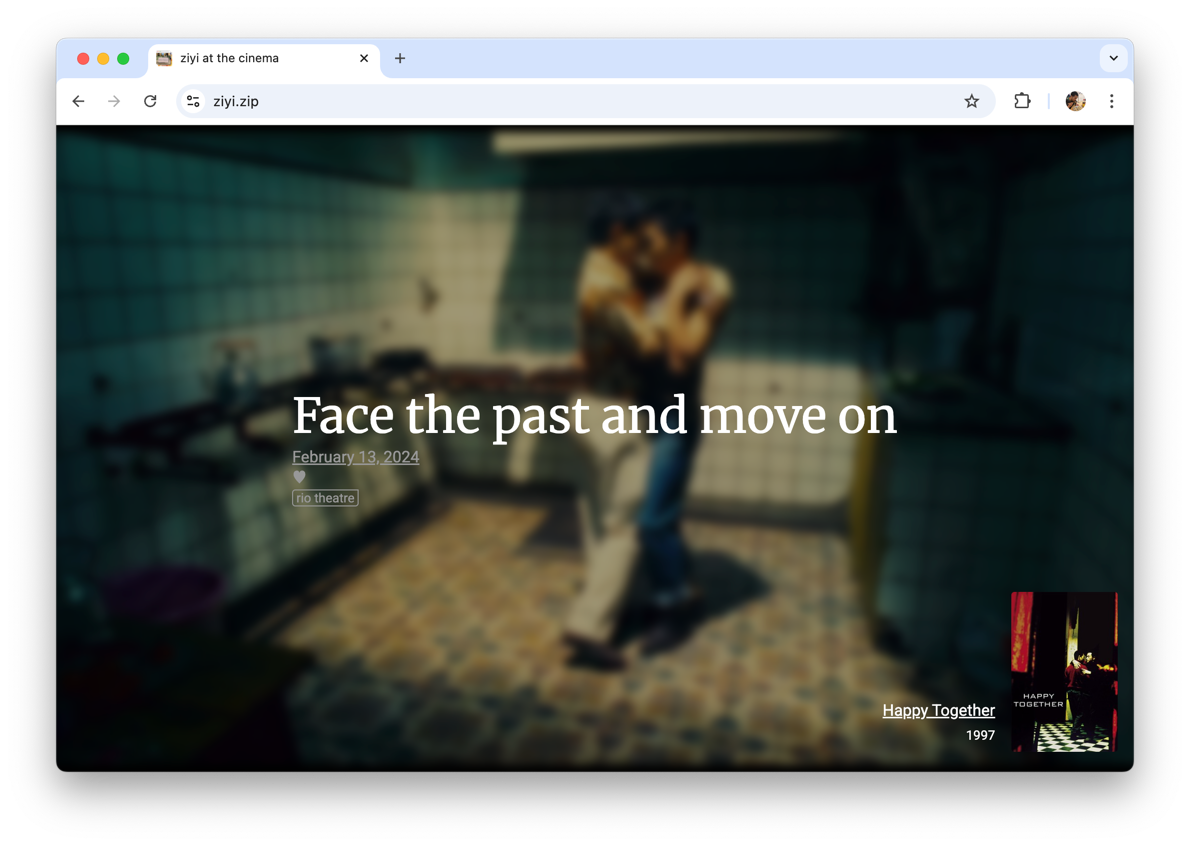 ziyi at the cinema
ziyi.zip
Face the past and move on
February 13, 2024
rio theatre
Happy Together
1997
HAPPY
TOGETHER